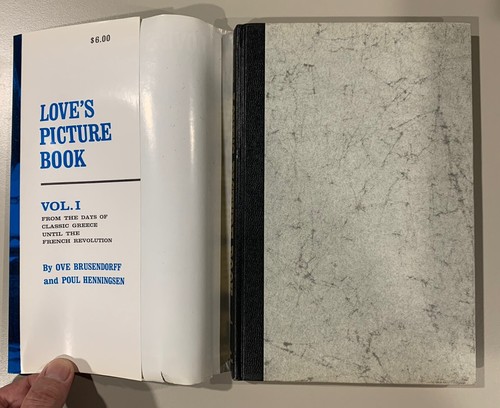 $6.00
LOVE'S
PICTURE
BOOK
VOL. I
FROM THE DAYS OF
CLASSIC GREECE
UNTIL THE
FRENCH REVOLUTION
By OVE BRUSENDORFF
and POUL HENNINGSEN